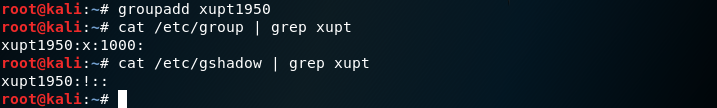 root@kali:~# groupadd xupt1950
root@kali:~# cat /etc/group | grep xupt
xupt1950:x:1000:
root@kali:~# cat /etc/gshadow | grep xupt
xupt1950:!::
root@kali:~#